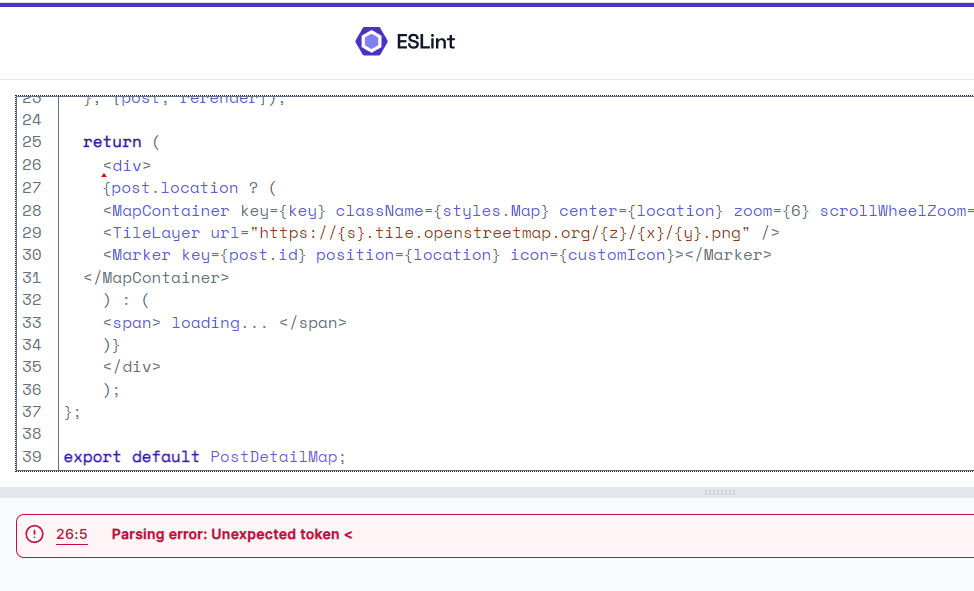 ESLint
23 }, [post, rerender]);
24
25 return (
26 <div>
27 {post.location ? (
28 <MapContainer key={key} className={styles.Map} center={location} zoom={6} scrollWheelZoom=
29 <TileLayer url="https://{s}.tile.openstreetmap.org/{z}/{x}/{y}.png" />
30 <Marker key={post.id} position={location} icon={customIcon}></Marker>
31 </MapContainer>
32 ) : (
33 <span> loading... </span>
34 )}
35 </div>
36 );
37 };
38
39 export default PostDetailMap;
26:5 Parsing error: Unexpected token <